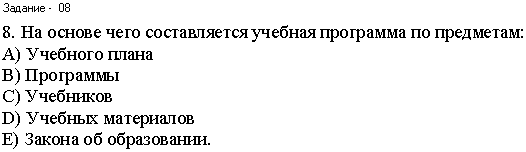 Задание - 08
8. На основе чего составляется учебная программа по предметам:
A) Учебного плана
B) Программы
C) Учебников
D) Учебных материалов
E) Закона об образовании.